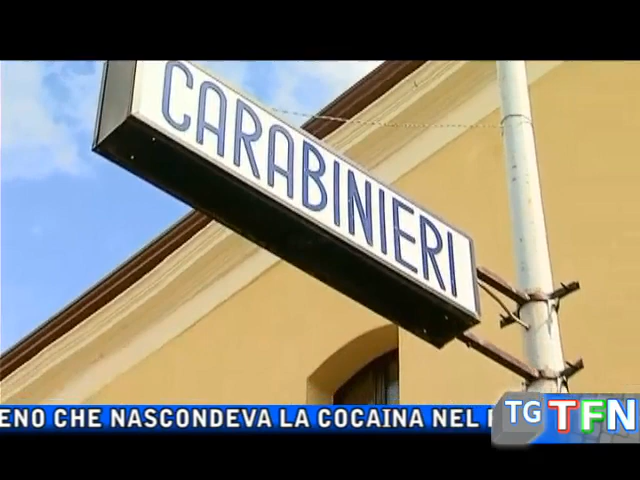 CARABINIERI
ENO CHE NASCONDEVA LA COCAINA NEL
TG TFN